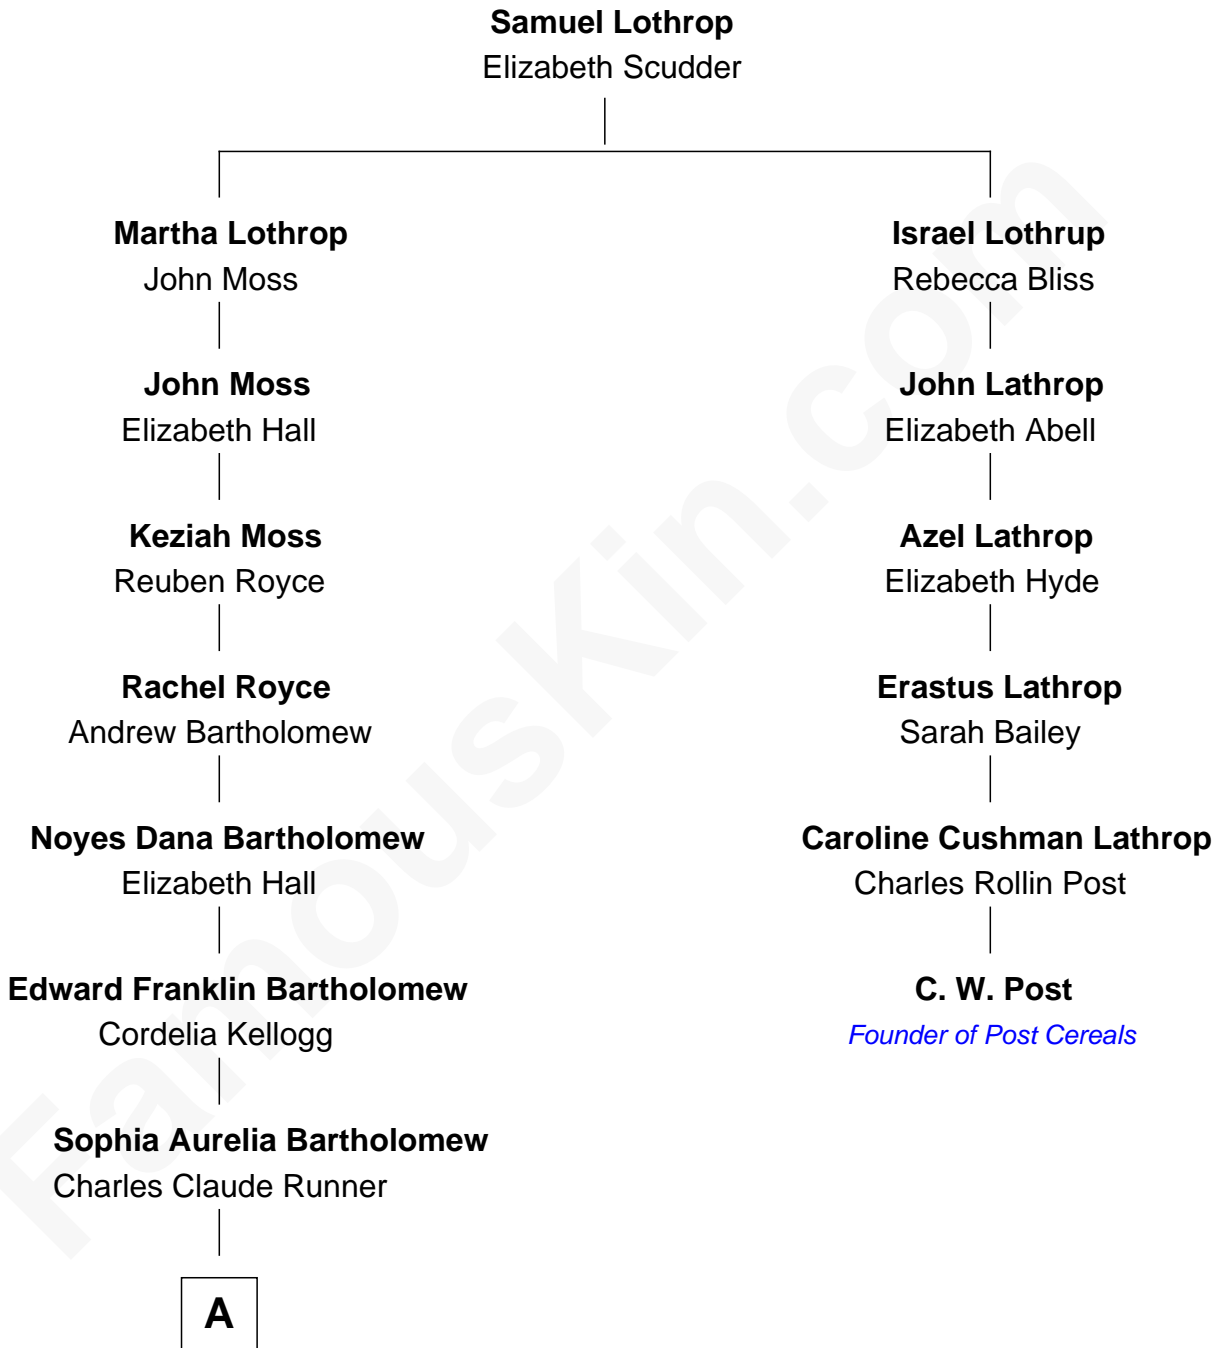 Samuel Lothrop
Elizabeth Scudder
Martha Lothrop
John Moss
John Moss
Elizabeth Hall
Keziah Moss
Reuben Royce
Rachel Royce
Andrew Bartholomew
Noyes Dana Bartholomew
Elizabeth Hall
Edward Franklin Bartholomew
Cordelia Kellogg
Sophia Aurelia Bartholomew
Charles Claude Runner
A
Israel Lothrup
Rebecca Bliss
John Lathrop
Elizabeth Abell
Azel Lathrop
Elizabeth Hyde
Erastus Lathrop
Sarah Bailey
Caroline Cushman Lathrop
Charles Rollin Post
C. W. Post
Founder of Post Cereals
FamousKin.com